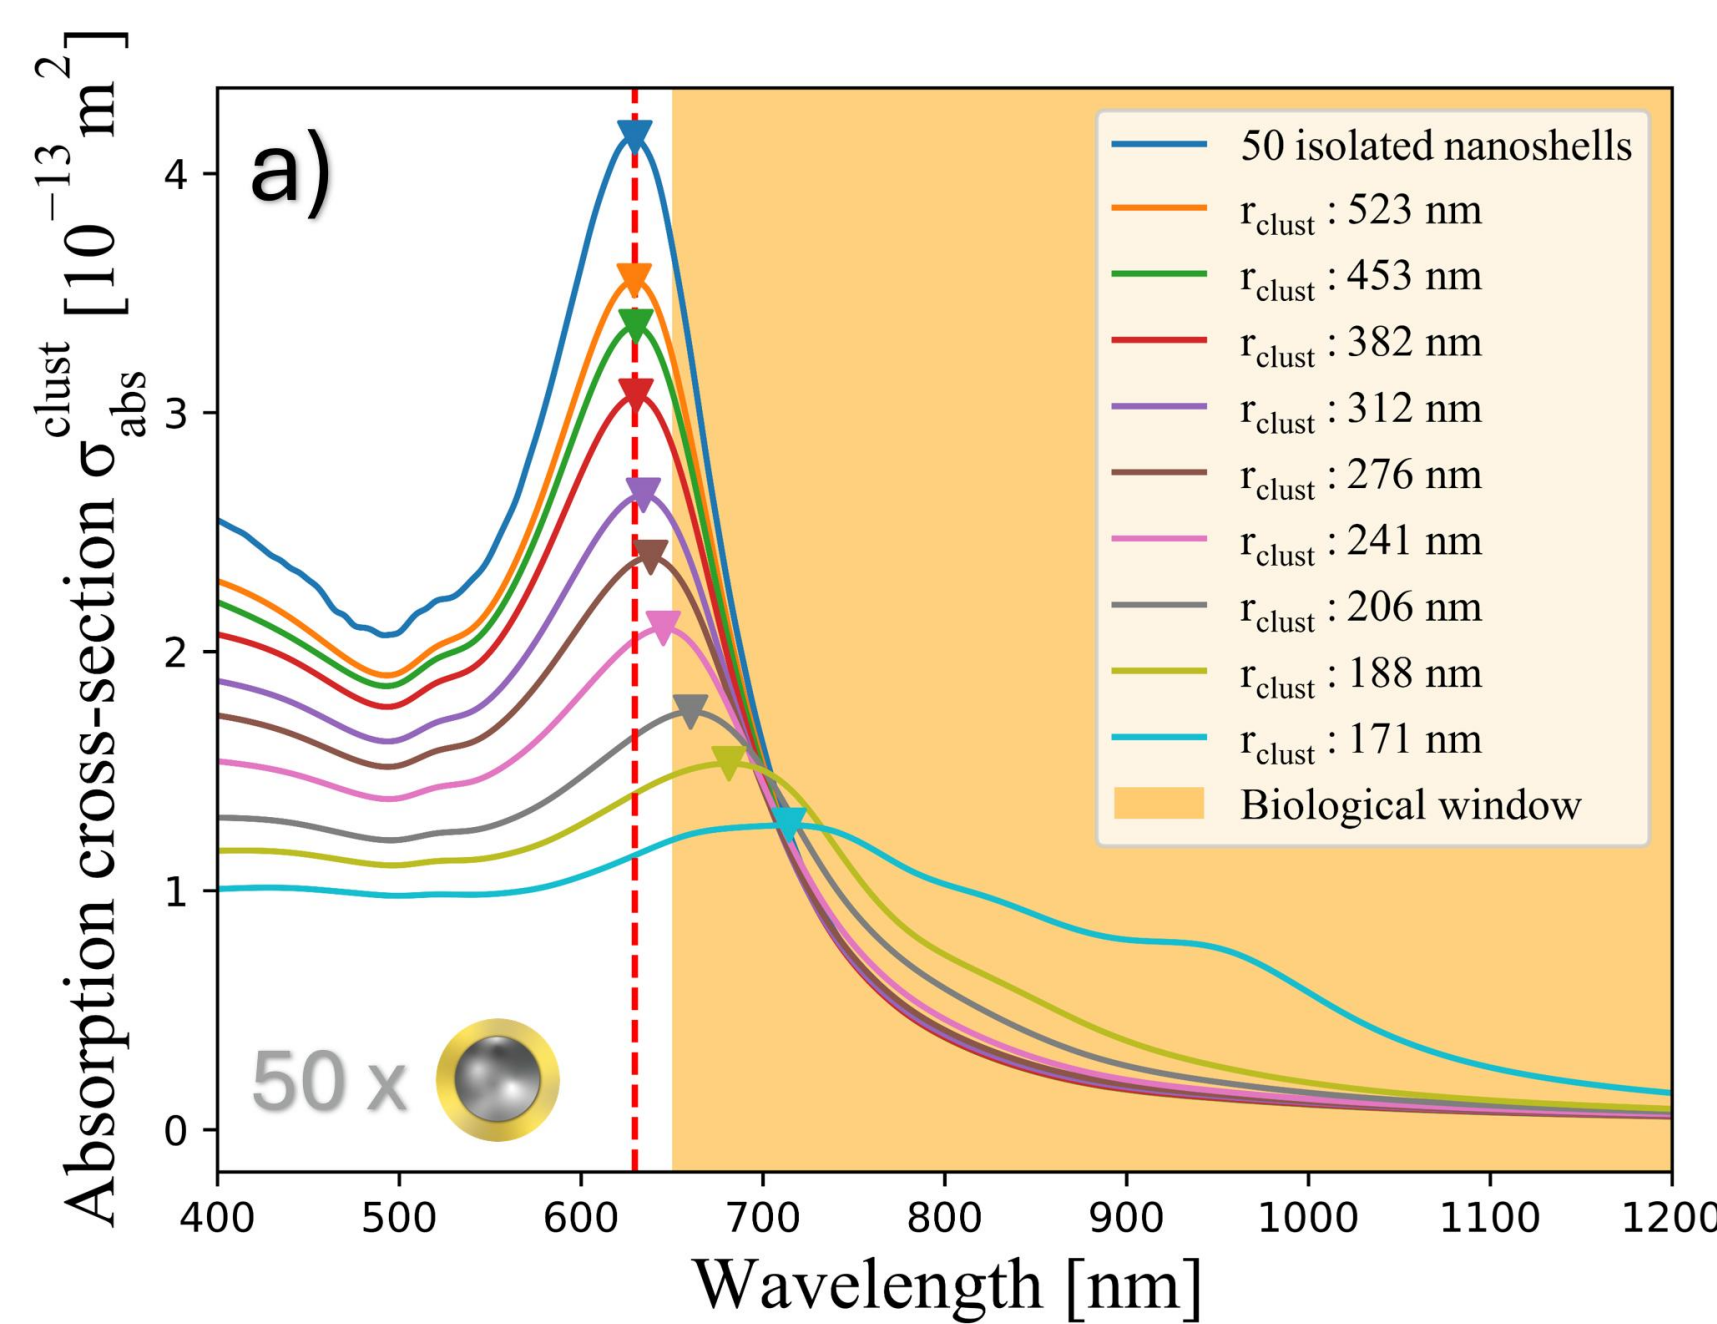 Absorption cross-section σ_abs^clust [10^−13 m^2]
a)
4
3
2
1
0
50 isolated nanoshells
r_clust : 523 nm
r_clust : 453 nm
r_clust : 382 nm
r_clust : 312 nm
r_clust : 276 nm
r_clust : 241 nm
r_clust : 206 nm
r_clust : 188 nm
r_clust : 171 nm
Biological window
50 x
400 500 600 700 800 900 1000 1100 1200
Wavelength [nm]